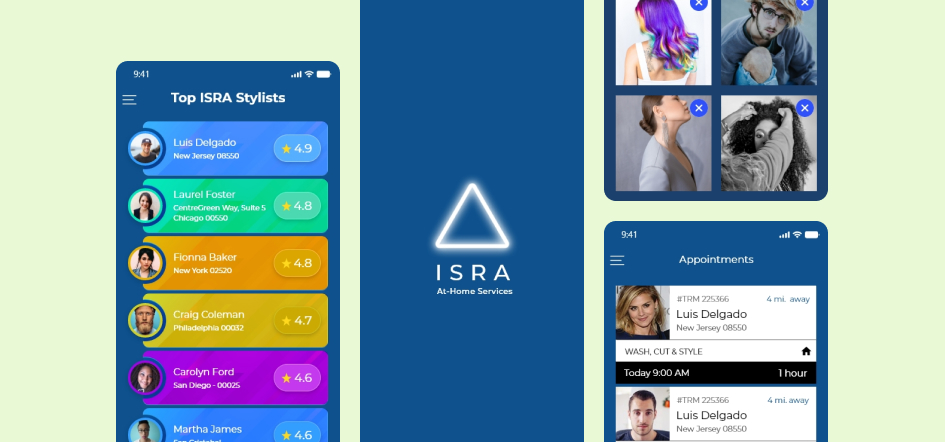 9:41
Top ISRA Stylists
Luis Delgado
New Jersey 08550
4.9
Laurel Foster
CentreGreen Way, Suite S
Chicago 00550
4.8
Fionna Baker
New York 02520
4.8
Craig Coleman
Philadelphia 00032
4.7
Carolyn Ford
San Diego - 00025
4.6
Martha James
4.6
ISRA
At-Home Services
9:41
Appointments
#TRM 225366
4 mi. away
Luis Delgado
New Jersey 08550
WASH, CUT & STYLE
Today 9:00 AM
1 hour
#TRM 225366
4 mi. away
Luis Delgado
New Jersey 08550